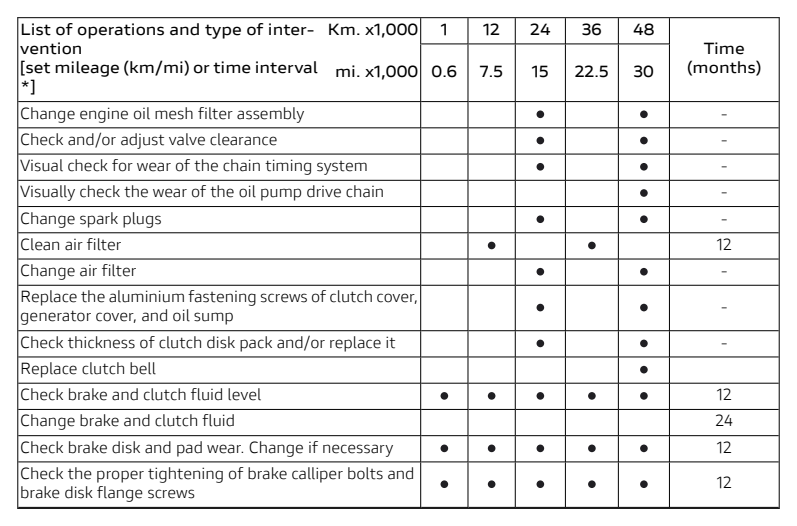 List of operations and type of inter- Km. x1,000 1 12 24 36 48 Time
vention
[set mileage (km/mi) or time interval mi. x1,000 0.6 7.5 15 22.5 30 (months)
*]
Change engine oil mesh filter assembly ● ● -
Check and/or adjust valve clearance ● ● -
Visual check for wear of the chain timing system ● ● -
Visually check the wear of the oil pump drive chain ● -
Change spark plugs ● ● -
Clean air filter ● ● 12
Change air filter ● ● -
Replace the aluminium fastening screws of clutch cover,
generator cover, and oil sump ● ● -
Check thickness of clutch disk pack and/or replace it ● ● -
Replace clutch bell ●
Check brake and clutch fluid level ● ● ● ● ● 12
Change brake and clutch fluid 24
Check brake disk and pad wear. Change if necessary ● ● ● ● ● 12
Check the proper tightening of brake calliper bolts and
brake disk flange screws ● ● ● ● ● 12